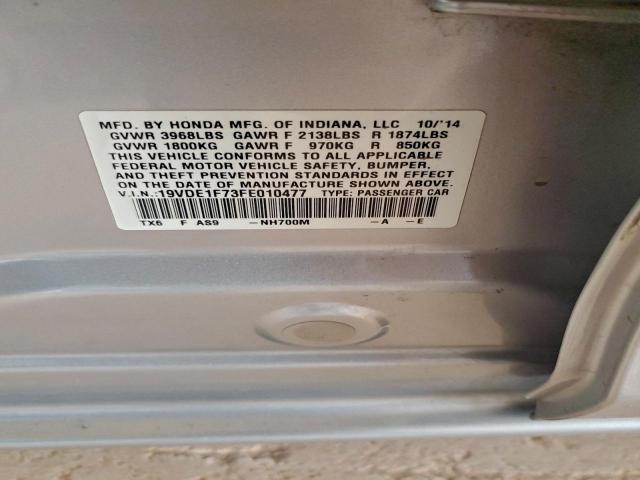 MFD. BY HONDA MFG. OF INDIANA, LLC 10/'14
GVWR 3968LBS GAWR F 2138LBS R 1874LBS
GVWR 1800KG GAWR F 970KG R 850KG
THIS VEHICLE CONFORMS TO ALL APPLICABLE
FEDERAL MOTOR VEHICLE SAFETY, BUMPER,
AND THEFT PREVENTION STANDARDS IN EFFECT
ON THE DATE OF MANUFACTURE SHOWN ABOVE.
V.I.N.:19VDE1F73FE010477 TYPE: PASSENGER CAR
TX6 F AS9 -NH700M -A -E